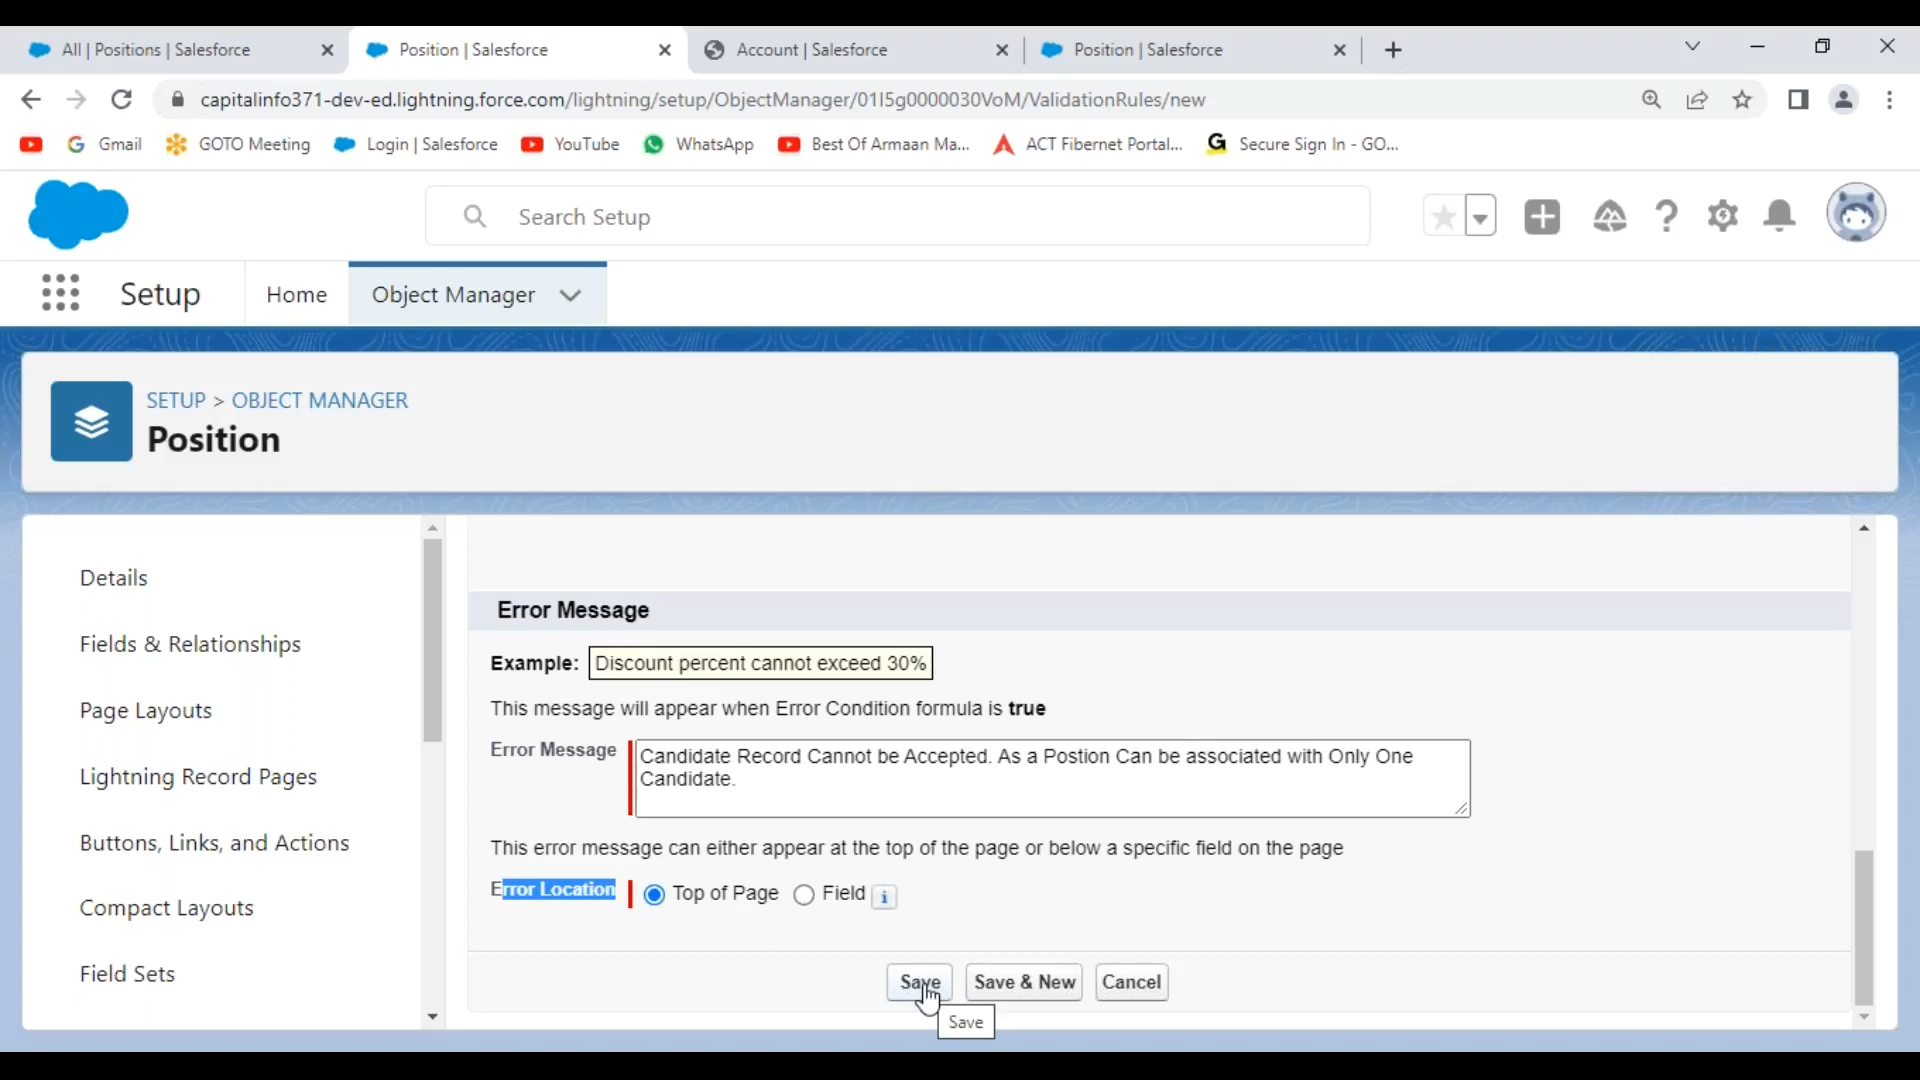 All | Positions | Salesforce
Position | Salesforce
Account | Salesforce
Position | Salesforce
capitalinfo371-dev-ed.lightning.force.com/lightning/setup/ObjectManager/01I5g0000030VoM/ValidationRules/new
Gmail
GOTO Meeting
Login | Salesforce
YouTube
WhatsApp
Best Of Armaan Ma...
ACT Fibernet Portal...
Secure Sign In - GO...
Search Setup
Setup
Home
Object Manager
SETUP > OBJECT MANAGER
Position
Details
Fields & Relationships
Page Layouts
Lightning Record Pages
Buttons, Links, and Actions
Compact Layouts
Field Sets
Error Message
Example: Discount percent cannot exceed 30%
This message will appear when Error Condition formula is true
Error Message
Candidate Record Cannot be Accepted. As a Postion Can be associated with Only One
Candidate.
This error message can either appear at the top of the page or below a specific field on the page
Error Location
Top of Page
Field
i
Save
Save & New
Cancel
Save